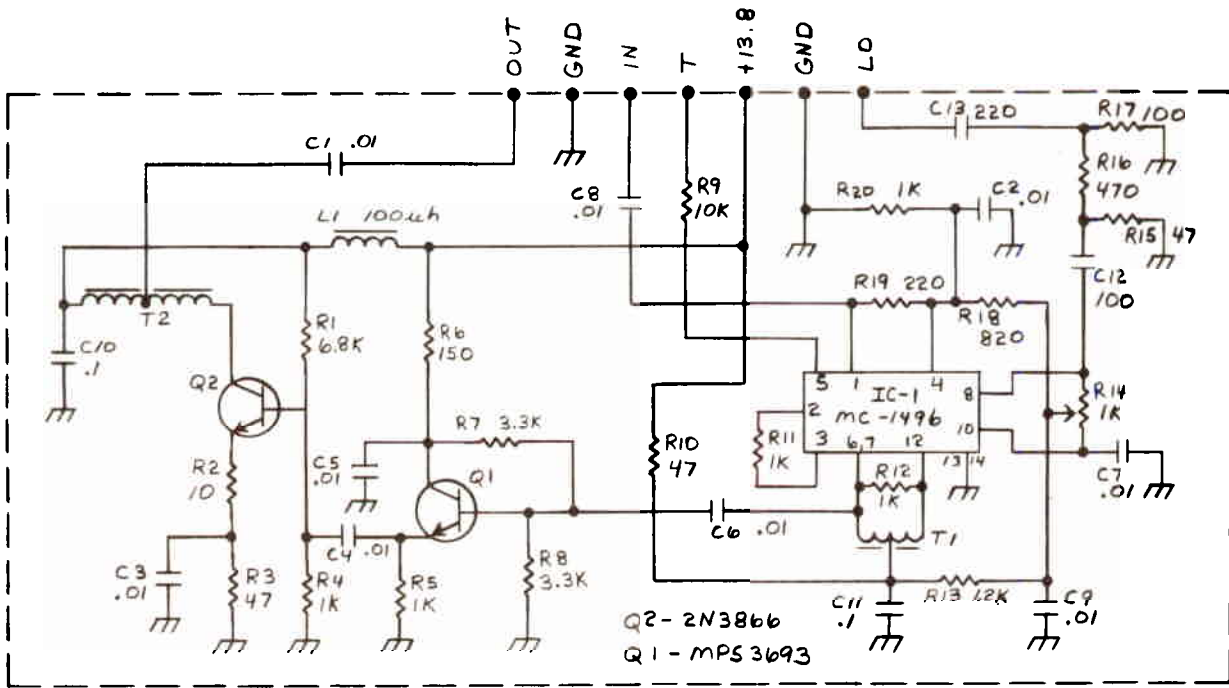 OUT
GND
IN
T
+13.8
GND
LO
C13 220
R17 100
C1 .01
R16 470
C8 .01
R9 10K
R20 1K
C2 .01
L1 100uh
R15 47
C12 100
R19 220
T2
R1 6.8K
R6 150
R18 820
C10 .1
Q2
5 1 4
IC-1
8
R14 1K
2
MC-1496
10
R7 3.3K
R10 47
R11 1K
3 6,7 12
13 14
R2 10
C5 .01
Q1
R12 1K
C7 .01
C6 .01
T1
C4 .01
R8 3.3K
C3 .01
R3 47
R4 1K
R5 1K
C11 .1
C9 .01
Q2 - 2N3866
Q1 - MPS3693